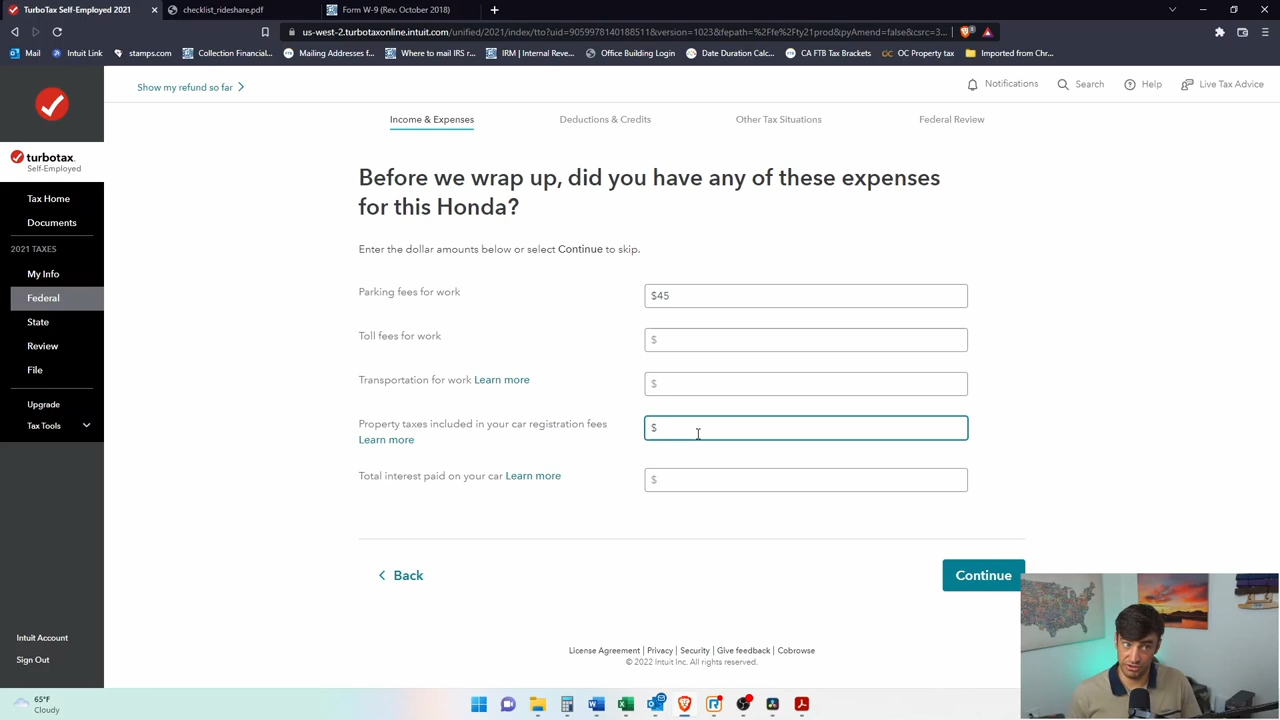 TurboTax Self-Employed 2021
checklist_rideshare.pdf
Form W-9 (Rev. October 2018)
us-west-2.turbotaxonline.intuit.com/unified/2021/index/tto?uid=9059978140188511&version=1023&fepath=%2Ffe%2Fty21prod&pyAmend=false&csrc=3...
Mail
Intuit Link
stamps.com
Collection Financial...
Mailing Addresses f...
Where to mail IRS r...
IRM | Internal Reve...
Office Building Login
Date Duration Calc...
CA FTB Tax Brackets
OC Property tax
Imported from Chr...
Show my refund so far
Notifications
Search
Help
Live Tax Advice
Income & Expenses
Deductions & Credits
Other Tax Situations
Federal Review
turbotax
Self-Employed
Tax Home
Documents
2021 TAXES
My Info
Federal
State
Review
File
Upgrade
Tax Tools
Intuit Account
Sign Out
Before we wrap up, did you have any of these expenses
for this Honda?
Enter the dollar amounts below or select Continue to skip.
Parking fees for work
$45
Toll fees for work
$
Transportation for work Learn more
$
Property taxes included in your car registration fees
Learn more
$
Total interest paid on your car Learn more
$
Back
Continue
License Agreement | Privacy | Security | Give feedback | Cobrowse
© 2022 Intuit Inc. All rights reserved.
65°F
Cloudy